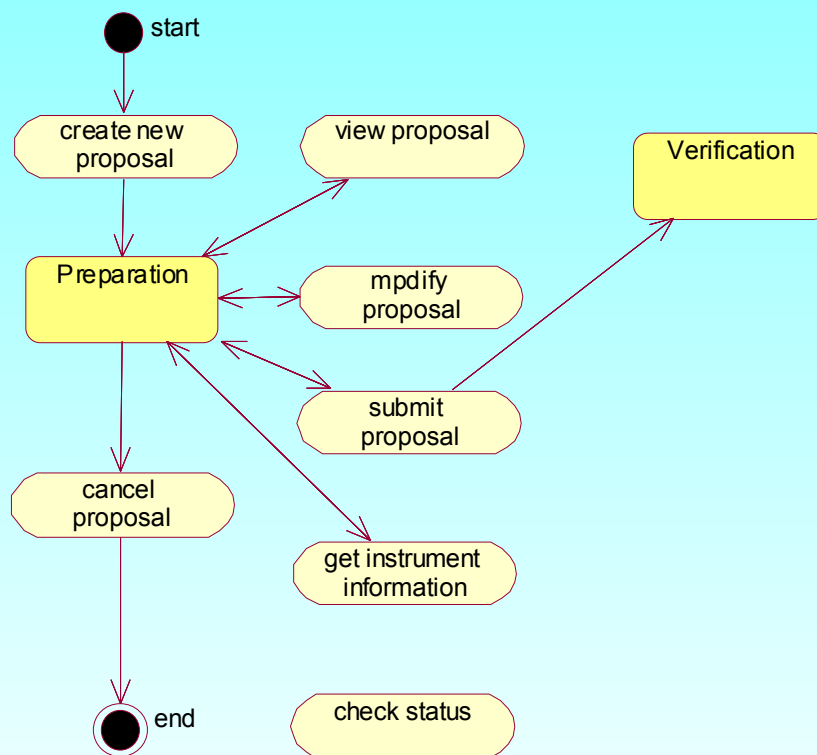 start
create new
proposal
view proposal
Verification
Preparation
mpdify
proposal
submit
proposal
cancel
proposal
get instrument
information
check status
end